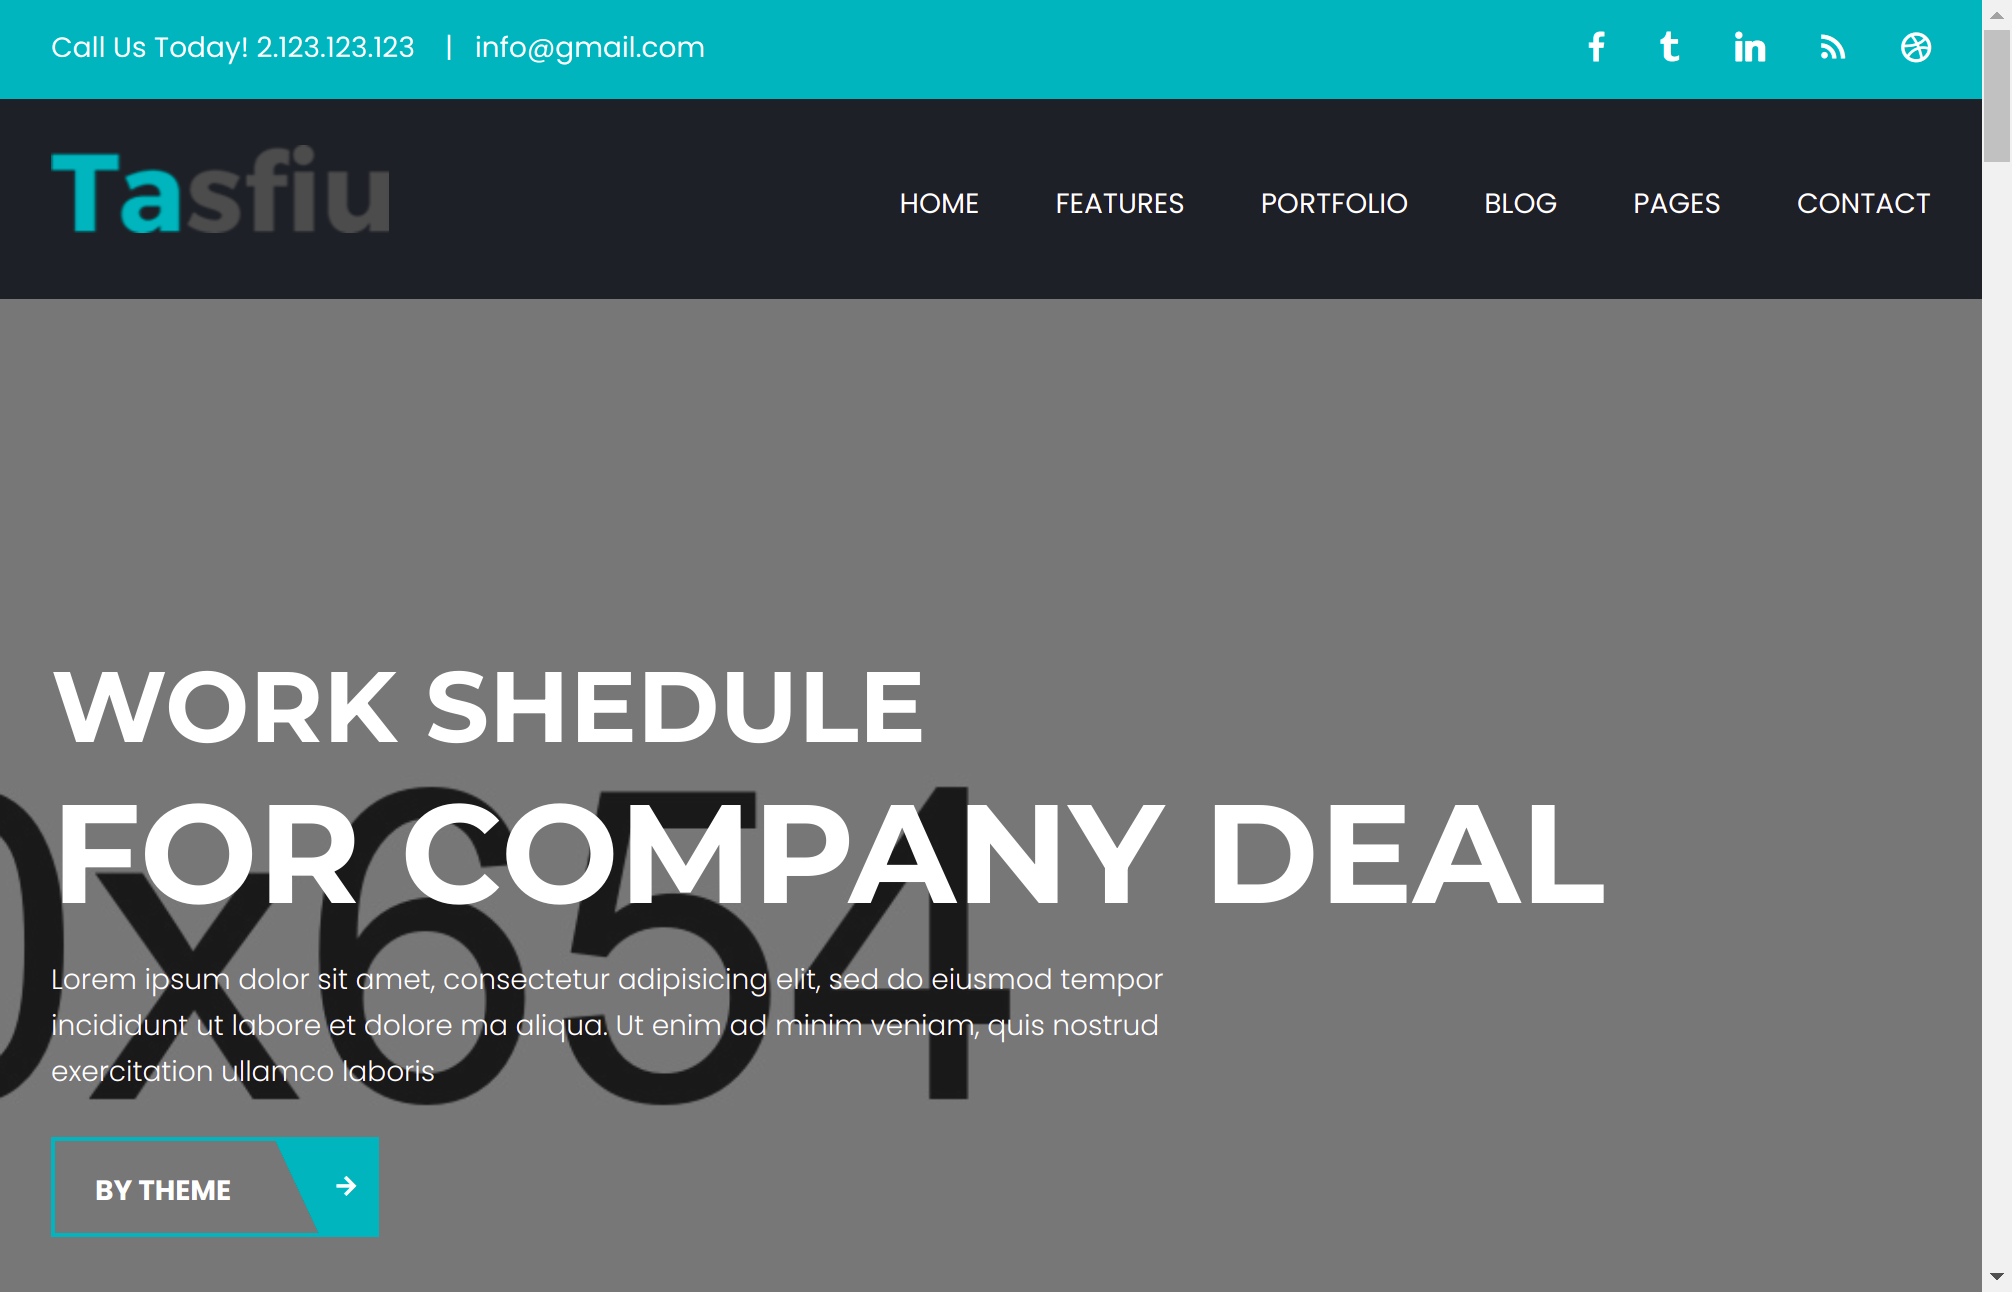 Call Us Today! 2.123.123.123 | info@gmail.com
Tasfiu
HOME FEATURES PORTFOLIO BLOG PAGES CONTACT
WORK SHEDULE
FOR COMPANY DEAL
0x654
Lorem ipsum dolor sit amet, consectetur adipisicing elit, sed do eiusmod tempor
incididunt ut labore et dolore ma aliqua. Ut enim ad minim veniam, quis nostrud
exercitation ullamco laboris
BY THEME